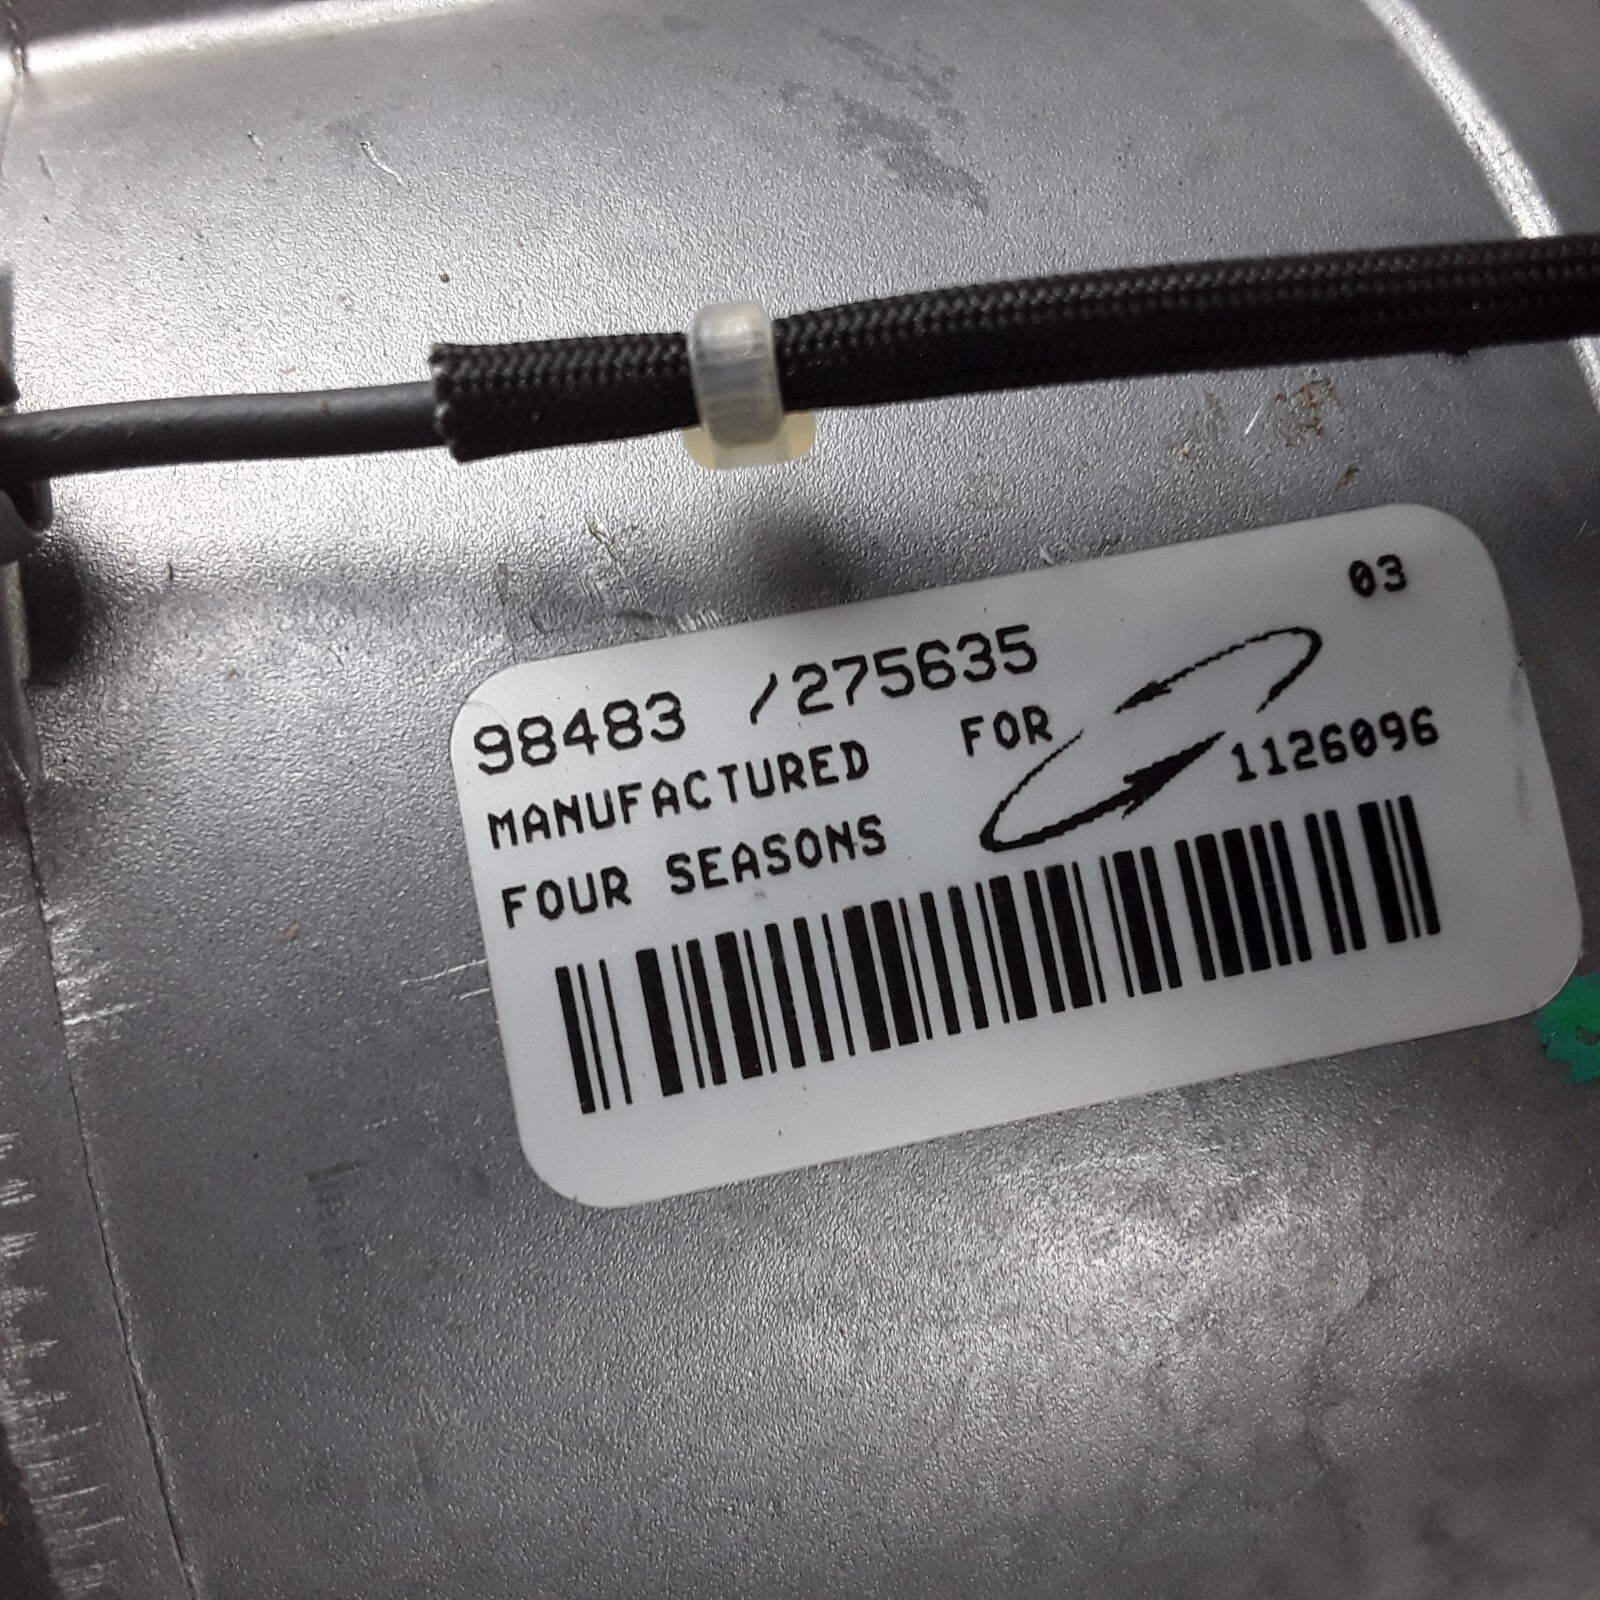 03
98483 /275635
MANUFACTURED FOR
1126096
FOUR SEASONS